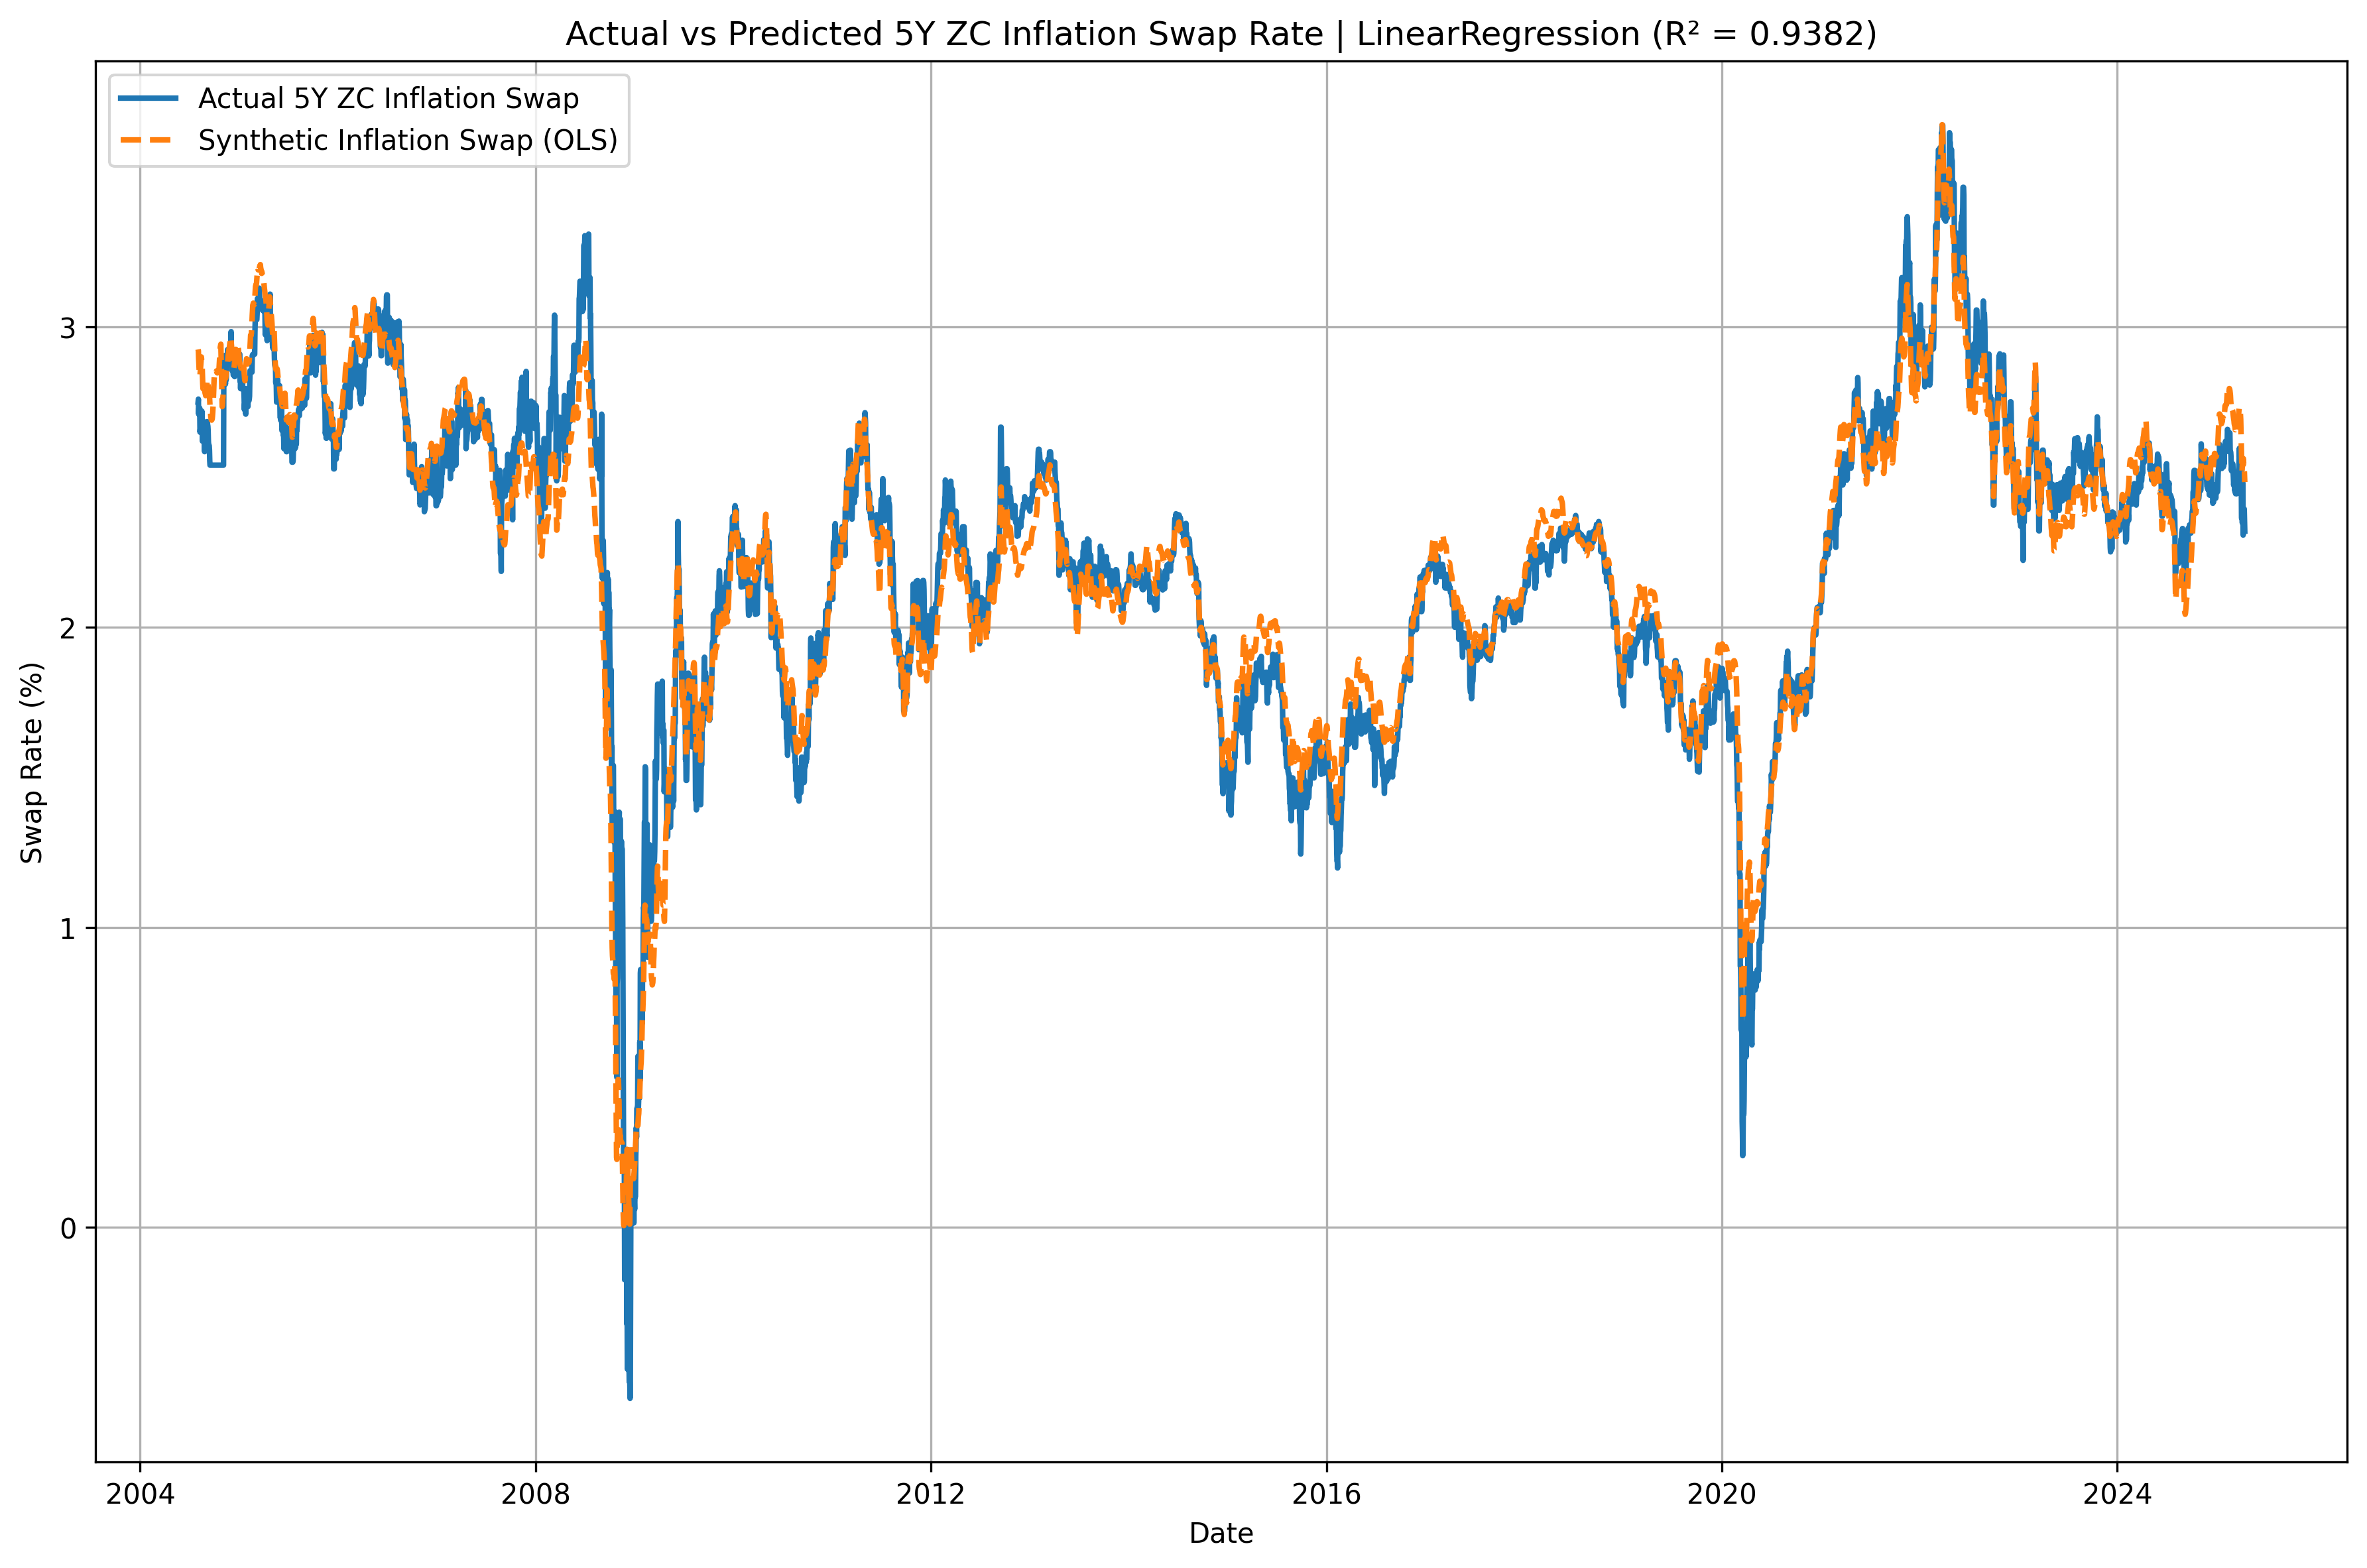 Actual vs Predicted 5Y ZC Inflation Swap Rate | LinearRegression (R² = 0.9382)
Actual 5Y ZC Inflation Swap
Synthetic Inflation Swap (OLS)
Swap Rate (%)
3
2
1
0
2004 2008 2012 2016 2020 2024
Date